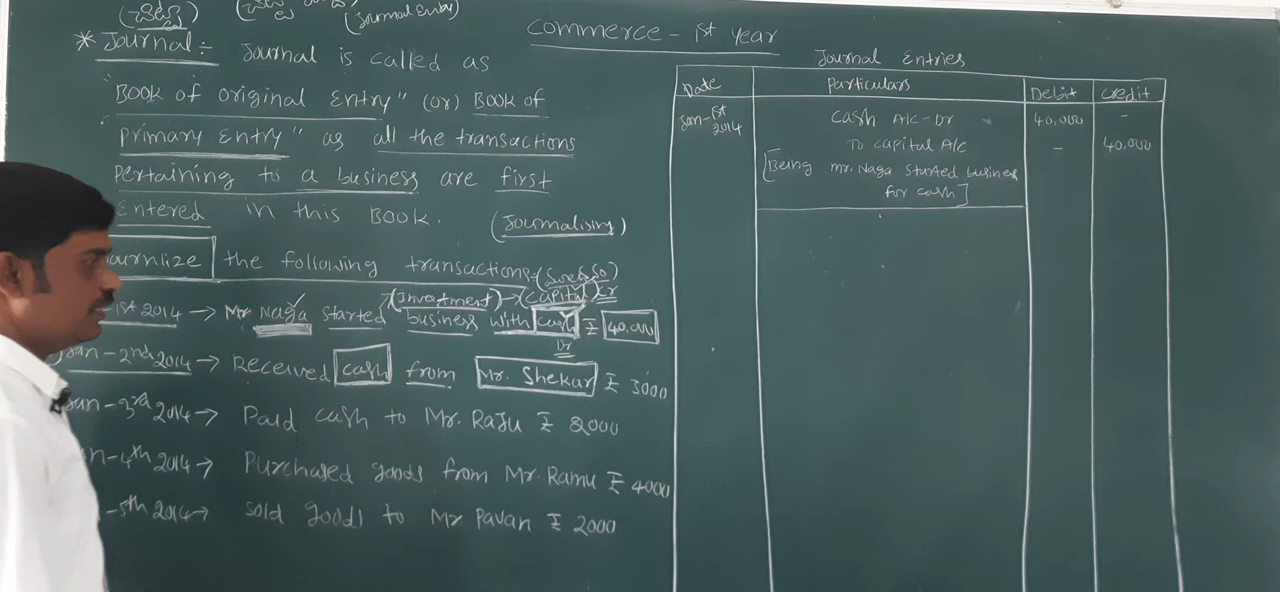 (Journal entry)
* Journal :- Journal is called as
"BOOK of original Entry" (or) BOOK of
Primary Entry" as all the transactions
Pertaining to a business are first
Entered in this BOOK. (Journalising)
the following transactions:-
(Investment) → (capital) Cr
1st 2014 → Mr Naga started business with cash ₹ 40,000
Dr
Jan-2nd 2014 → Received cash from Mr. Shekar ₹ 3000
Jan-3rd 2014 → Paid cash to Mr. Raju ₹ 2000
4th 2014 → Purchased goods from Mr. Ramu ₹ 4000
5th 2014 → sold goods to Mr Pavan ₹ 2000
Commerce - 1st year
Journal Entries
Date Particulars Debit Credit
Jan-1st 2014 Cash A/C-Dr 40,000 -
To capital A/C - 40,000
[Being mr. Naga Started business
for cash]